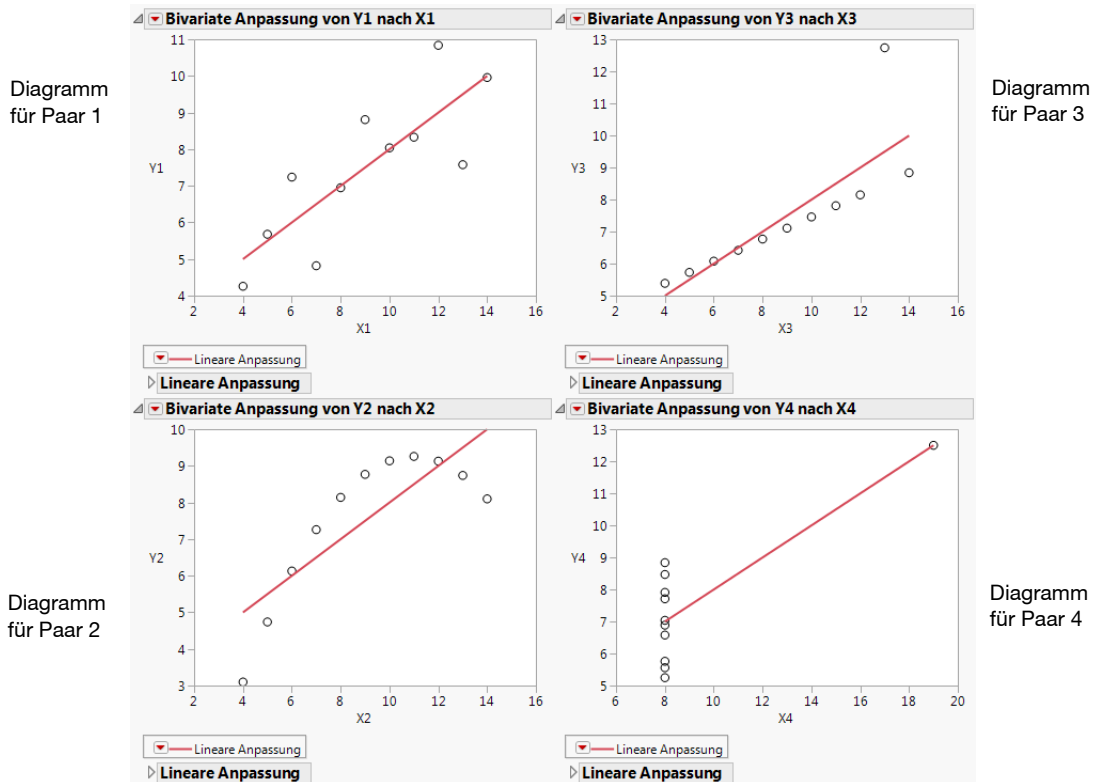 Bivariate Anpassung von Y1 nach X1
Diagramm
für Paar 1
11
10
9
8
7
6
5
4
Y1
2 4 6 8 10 12 14 16
X1
Lineare Anpassung
Lineare Anpassung
Bivariate Anpassung von Y3 nach X3
Diagramm
für Paar 3
13
12
11
10
9
8
7
6
5
Y3
2 4 6 8 10 12 14 16
X3
Lineare Anpassung
Lineare Anpassung
Bivariate Anpassung von Y2 nach X2
Diagramm
für Paar 2
10
9
8
7
6
5
4
3
Y2
2 4 6 8 10 12 14 16
X2
Lineare Anpassung
Lineare Anpassung
Bivariate Anpassung von Y4 nach X4
Diagramm
für Paar 4
13
12
11
10
9
8
7
6
5
Y4
6 8 10 12 14 16 18 20
X4
Lineare Anpassung
Lineare Anpassung